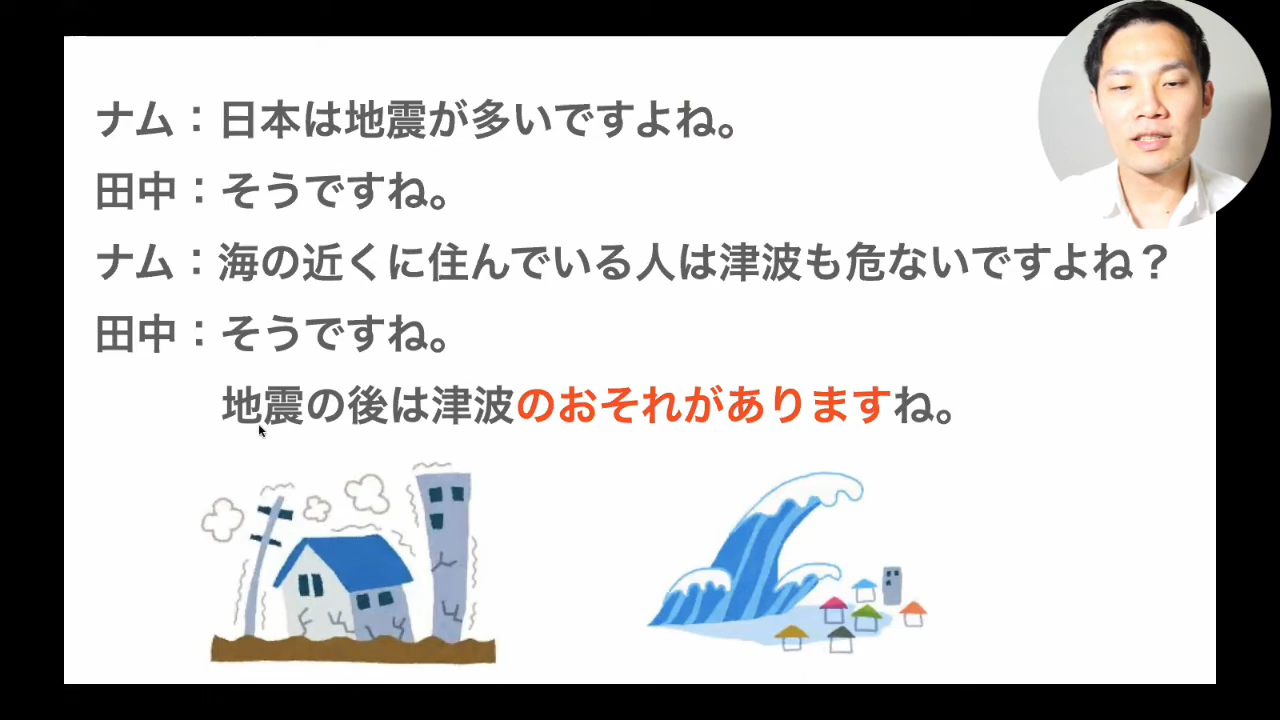 ナム：日本は地震が多いですよね。
田中：そうですね。
ナム：海の近くに住んでいる人は津波も危ないですよね？
田中：そうですね。
地震の後は津波のおそれがありますね。